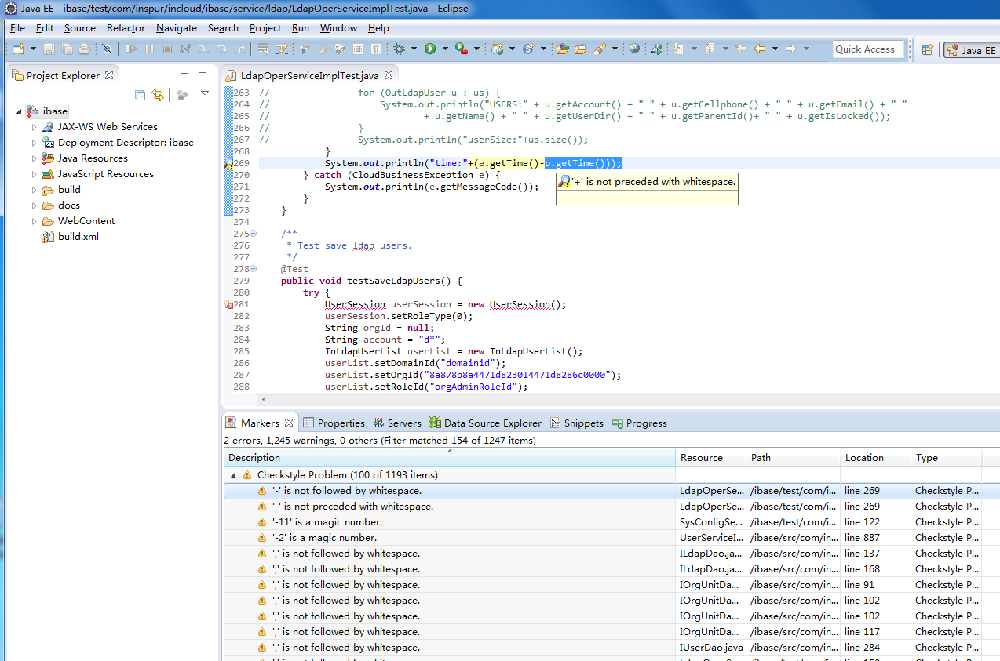 Java EE - ibase/test/com/inspur/incloud/ibase/service/ldap/LdapOperServiceImplTest.java - Eclipse
File Edit Source Refactor Navigate Search Project Run Window Help
Quick Access
Java EE
Project Explorer
ibase
JAX-WS Web Services
Deployment Descriptor: ibase
Java Resources
JavaScript Resources
build
docs
WebContent
build.xml
LdapOperServiceImplTest.java
263 // for (OutLdapUser u : us) {
264 // System.out.println("USERS:" + u.getAccount() + " " + u.getCellphone() + " " + u.getEmail() + " "
265 // + u.getName() + " " + u.getUserDir() + " " + u.getParentId()+ " " + u.getIsLocked());
266 // }
267 // System.out.println("userSize:"+us.size());
268 }
269 System.out.println("time:"+(e.getTime()-b.getTime()));
270 } catch (CloudBusinessException e) {
'+' is not preceded with whitespace.
271 System.out.println(e.getMessageCode());
272 }
273 }
274
275 /**
276 * Test save ldap users.
277 */
278 @Test
279 public void testSaveLdapUsers() {
280 try {
281 UserSession userSession = new UserSession();
282 userSession.setRoleType(0);
283 String orgId = null;
284 String account = "d*";
285 InLdapUserList userList = new InLdapUserList();
286 userList.setDomainId("domainid");
287 userList.setOrgId("8a878b8a4471d823014471d8286c0000");
288 userList.setRoleId("orgAdminRoleId");
Markers Properties Servers Data Source Explorer Snippets Progress
2 errors, 1,245 warnings, 0 others (Filter matched 154 of 1247 items)
Description Resource Path Location Type
Checkstyle Problem (100 of 1193 items)
'-' is not followed by whitespace. LdapOperSe... /ibase/test/com/i... line 269 Checkstyle P...
'-' is not preceded with whitespace. LdapOperSe... /ibase/test/com/i... line 269 Checkstyle P...
'-11' is a magic number. SysConfigSe... /ibase/test/com/i... line 122 Checkstyle P...
'-2' is a magic number. UserServiceI... /ibase/src/com/in... line 887 Checkstyle P...
',' is not followed by whitespace. ILdapDao.ja... /ibase/src/com/in... line 137 Checkstyle P...
',' is not followed by whitespace. ILdapDao.ja... /ibase/src/com/in... line 168 Checkstyle P...
',' is not followed by whitespace. IOrgUnitDa... /ibase/src/com/in... line 91 Checkstyle P...
',' is not followed by whitespace. IOrgUnitDa... /ibase/src/com/in... line 102 Checkstyle P...
',' is not followed by whitespace. IOrgUnitDa... /ibase/src/com/in... line 102 Checkstyle P...
',' is not followed by whitespace. IOrgUnitDa... /ibase/src/com/in... line 117 Checkstyle P...
',' is not followed by whitespace. IUserDao.java /ibase/src/com/in... line 284 Checkstyle P...